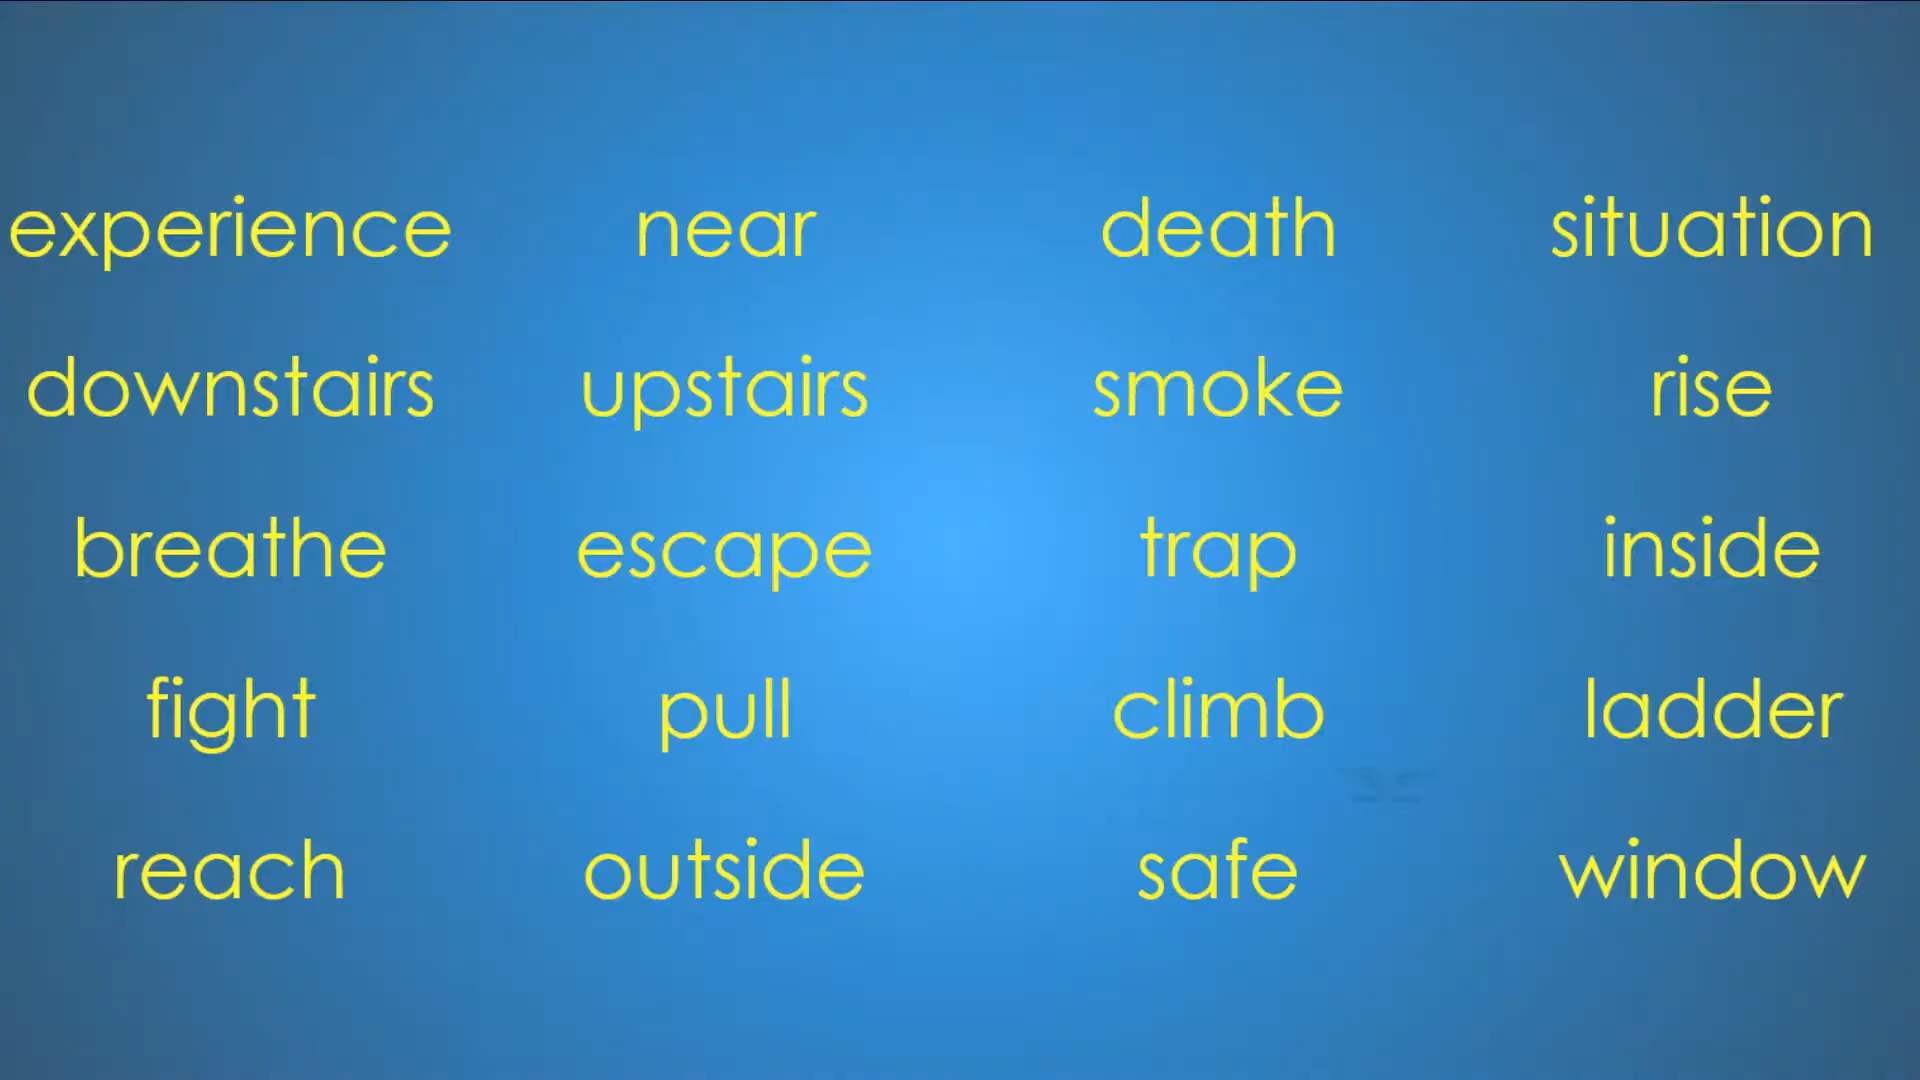 experience near death situation
downstairs upstairs smoke rise
breathe escape trap inside
fight pull climb ladder
reach outside safe window